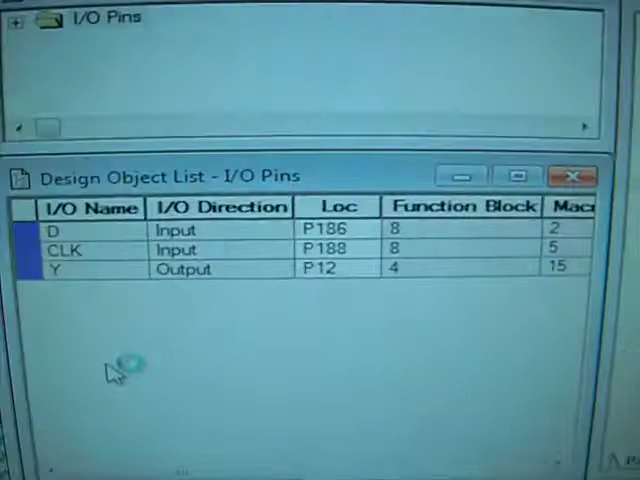 I/O Pins
Design Object List - I/O Pins
I/O Name I/O Direction Loc Function Block Macr
D Input P186 8 2
CLK Input P188 8 5
Y Output P12 4 15